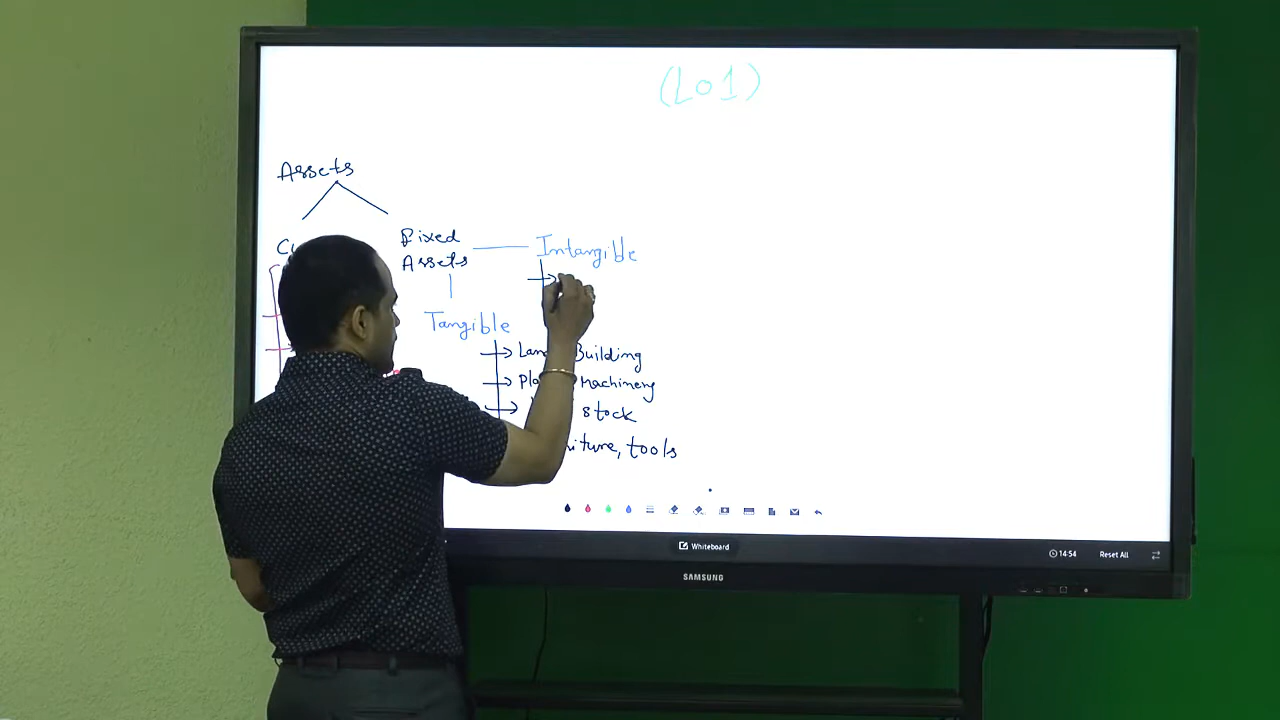 (LO1)
Assets
Fixed
Assets
Intangible
Tangible
Building
Machinery
stock
tools
Whiteboard
14:54
Reset All
SAMSUNG